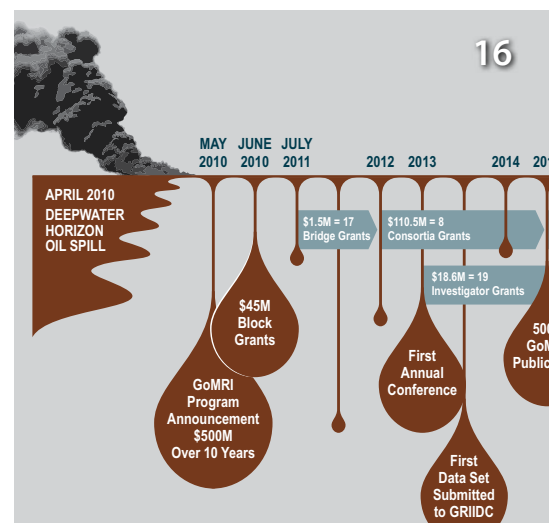 16
MAY
2010
JUNE
2010
JULY
2011
2012
2013
2014
APRIL 2010
DEEPWATER
HORIZON
OIL SPILL
$1.5M = 17
Bridge Grants
$110.5M = 8
Consortia Grants
$18.6M = 19
Investigator Grants
$45M
Block
Grants
GoMRI
Program
Announcement
$500M
Over 10 Years
First
Annual
Conference
First
Data Set
Submitted
to GRIIDC